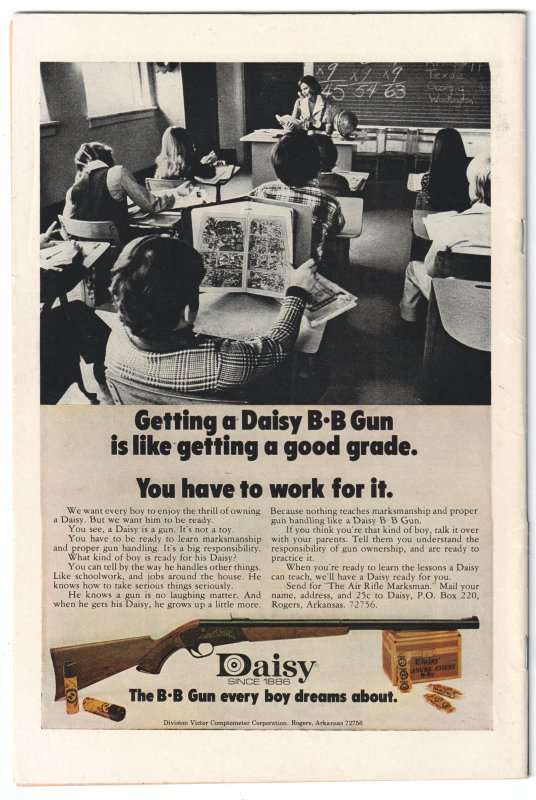 x9 x9 x9
45 54 63
Texas
Georgia
Washington
Getting a Daisy B•B Gun
is like getting a good grade.
You have to work for it.
We want every boy to enjoy the thrill of owning
a Daisy. But we want him to be ready.
You see, a Daisy is a gun. It's not a toy.
You have to be ready to learn marksmanship
and proper gun handling. It's a big responsibility.
What kind of boy is ready for his Daisy?
You can tell by the way he handles other things.
Like schoolwork, and jobs around the house. He
knows how to take serious things seriously.
He knows a gun is no laughing matter. And
when he gets his Daisy, he grows up a little more.
Because nothing teaches marksmanship and proper
gun handling like a Daisy B·B Gun.
If you think you're that kind of boy, talk it over
with your parents. Tell them you understand the
responsibility of gun ownership, and are ready to
practice it.
When you're ready to learn the lessons a Daisy
can teach, we'll have a Daisy ready for you.
Send for "The Air Rifle Marksman." Mail your
name, address, and 25c to Daisy, P.O. Box 220,
Rogers, Arkansas. 72756.
Daisy
SINCE 1886
Daisy
The B•B Gun every boy dreams about.
Division Victor Comptometer Corporation. Rogers, Arkansas 72756